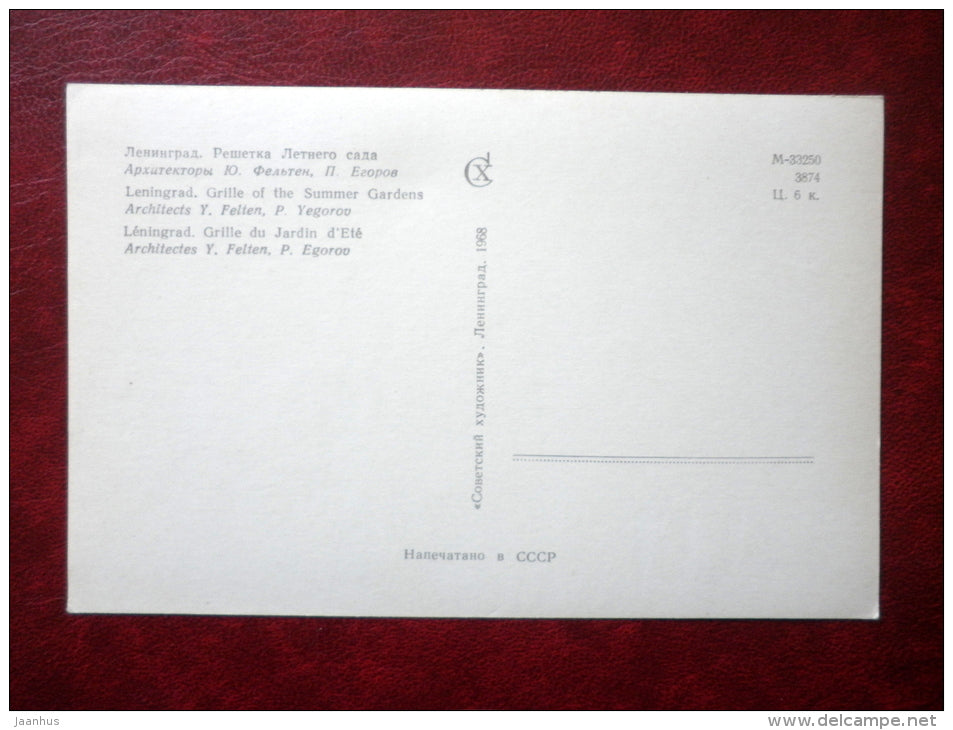 Ленинград. Решетка Летнего сада
Архитекторы Ю. Фельтен, П. Егоров
Leningrad. Grille of the Summer Gardens
Architects Y. Felten, P. Yegorov
Léningrad. Grille du Jardin d'Eté
Architectes Y. Felten, P. Egorov
СХ
М-33250
3874
Ц. 6 к.
«Советский художник». Ленинград. 1968
Напечатано в СССР
jaanhus
www.delcampe.net